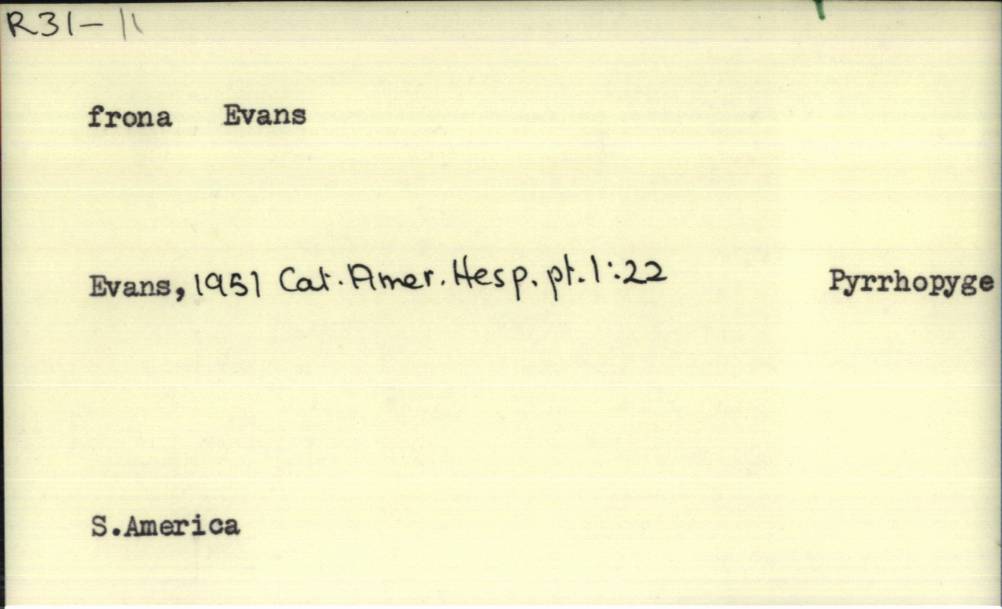 R31-11
frona Evans
Evans, 1951 Cat. Amer. Hesp. pt. 1:22 Pyrrhopyge
S.America